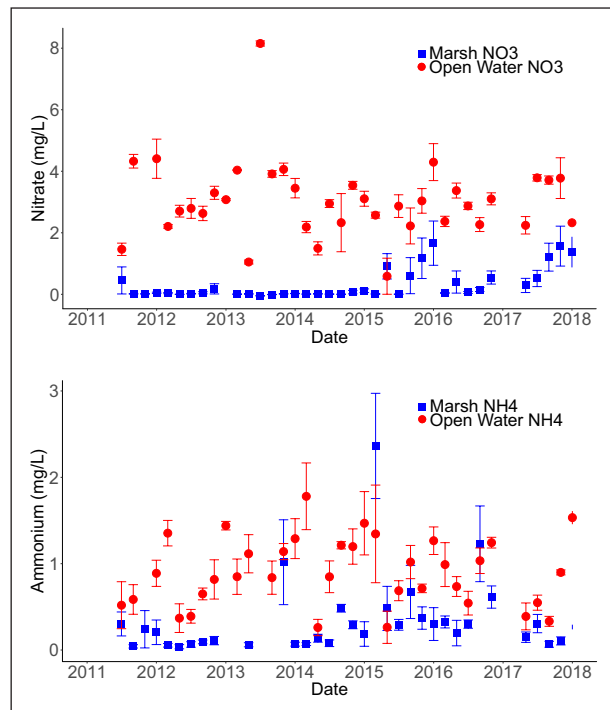 8
6
4
2
0
Nitrate (mg/L)
Marsh NO3
Open Water NO3
2011 2012 2013 2014 2015 2016 2017 2018
Date
3
2
1
0
Ammonium (mg/L)
Marsh NH4
Open Water NH4
2011 2012 2013 2014 2015 2016 2017 2018
Date